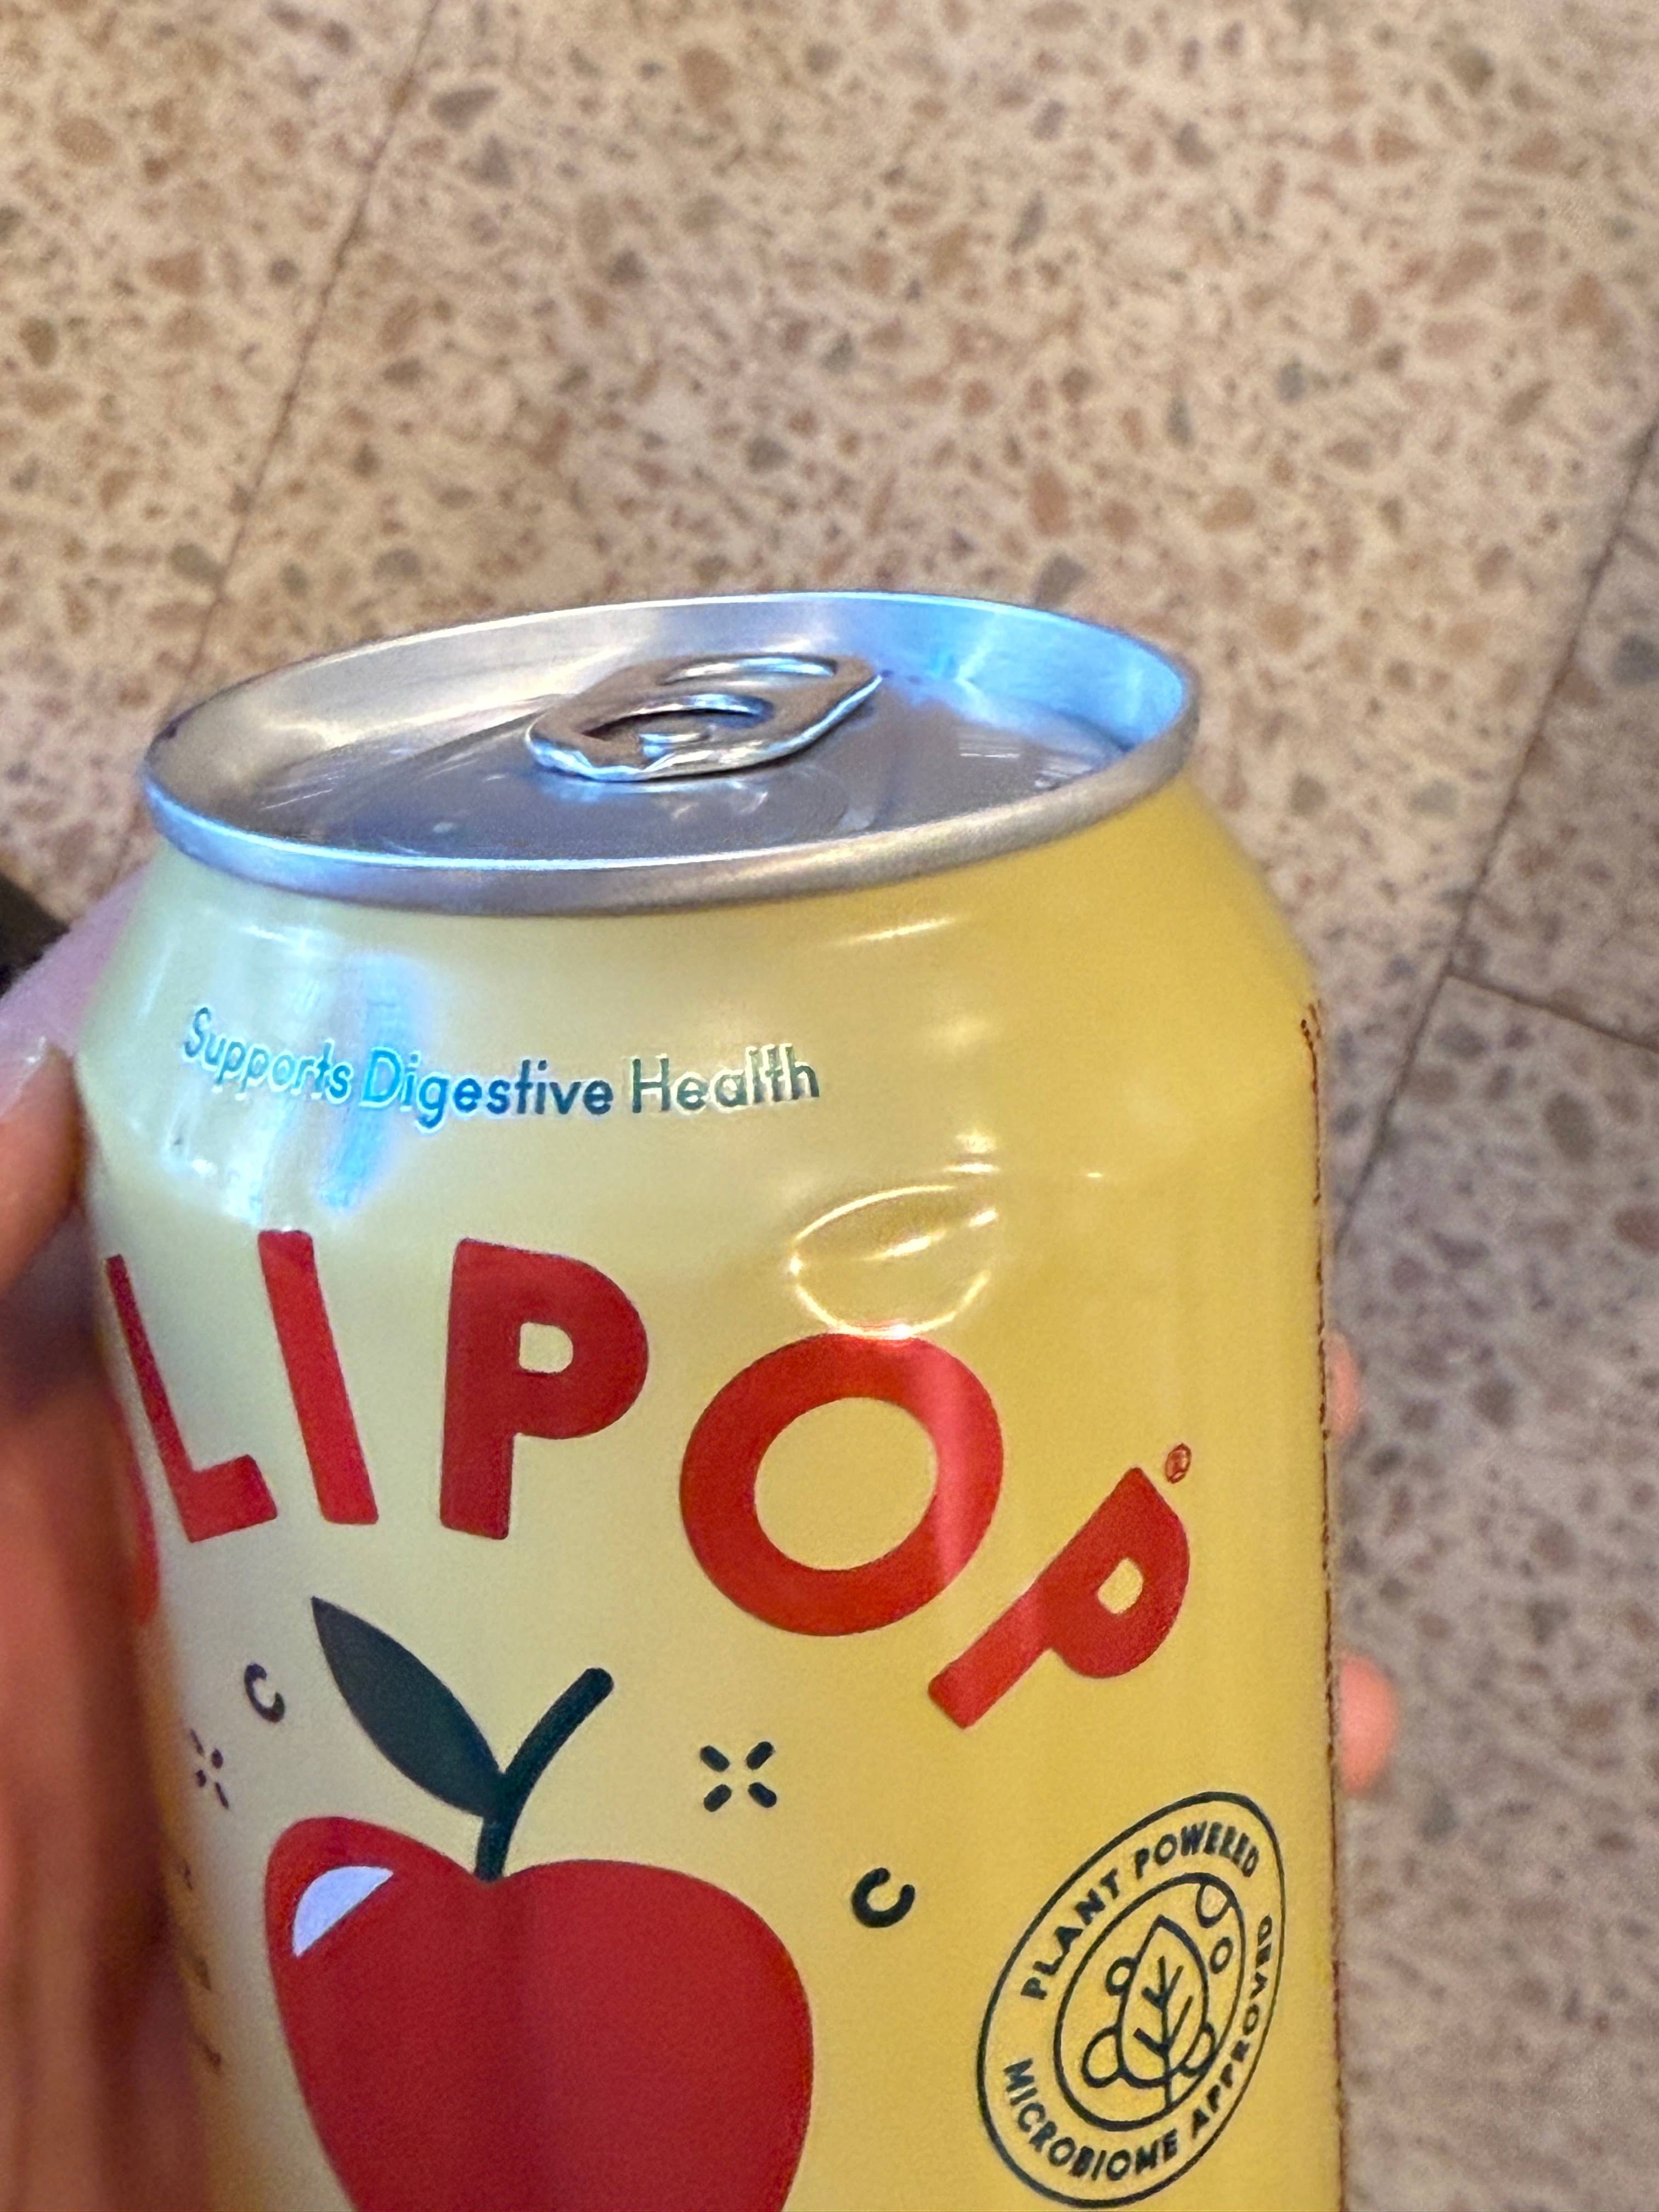 Supports Digestive Health
LIPOP®
PLANT POWERED
MICROBIOME APPROVED